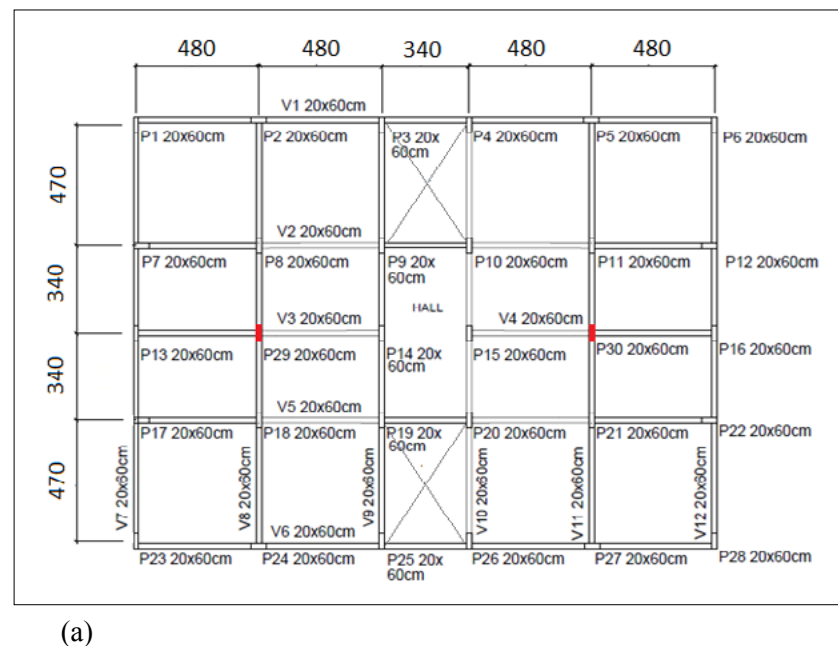 480 480 340 480 480
V1 20x60cm
P1 20x60cm P2 20x60cm P3 20x P4 20x60cm P5 20x60cm P6 20x60cm
60cm
470
V2 20x60cm
P7 20x60cm P8 20x60cm P9 20x P10 20x60cm P11 20x60cm P12 20x60cm
60cm
340
HALL
V3 20x60cm V4 20x60cm
P13 20x60cm P29 20x60cm P14 20x P15 20x60cm P30 20x60cm P16 20x60cm
60cm
340
V5 20x60cm
P17 20x60cm P18 20x60cm P19 20x P20 20x60cm P21 20x60cm P22 20x60cm
60cm
470
V7 20x60cm V8 20x60cm V9 20x60cm V10 20x60cm V11 20x60cm V12 20x60cm
V6 20x60cm
P23 20x60cm P24 20x60cm P25 20x P26 20x60cm P27 20x60cm P28 20x60cm
60cm
(a)